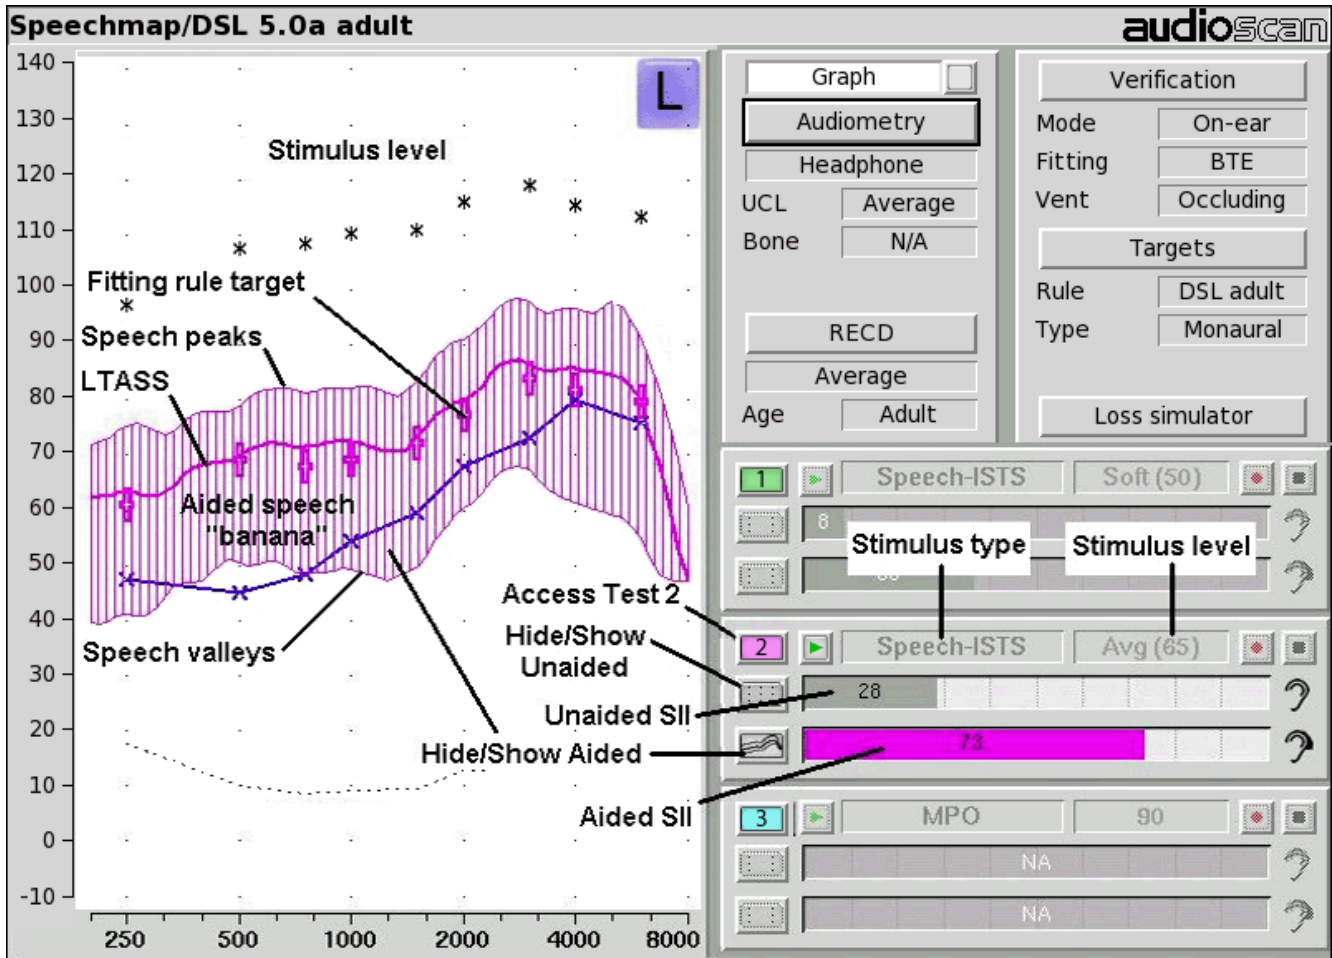 Speechmap/DSL 5.0a adult
audioscan
140
130
120
110
100
90
80
70
60
50
40
30
20
10
0
-10
250
500
1000
2000
4000
8000
L
Stimulus level
Fitting rule target
Speech peaks
LTASS
Aided speech
"banana"
Speech valleys
Access Test 2
Hide/Show
Unaided
Unaided SII
Hide/Show Aided
Aided SII
Graph
Audiometry
Headphone
UCL Average
Bone N/A
RECD
Average
Age Adult
Verification
Mode On-ear
Fitting BTE
Vent Occluding
Targets
Rule DSL adult
Type Monaural
Loss simulator
1 Speech-ISTS Soft (50)
8
Stimulus type Stimulus level
2 Speech-ISTS Avg (65)
28
73
3 MPO 90
NA
NA